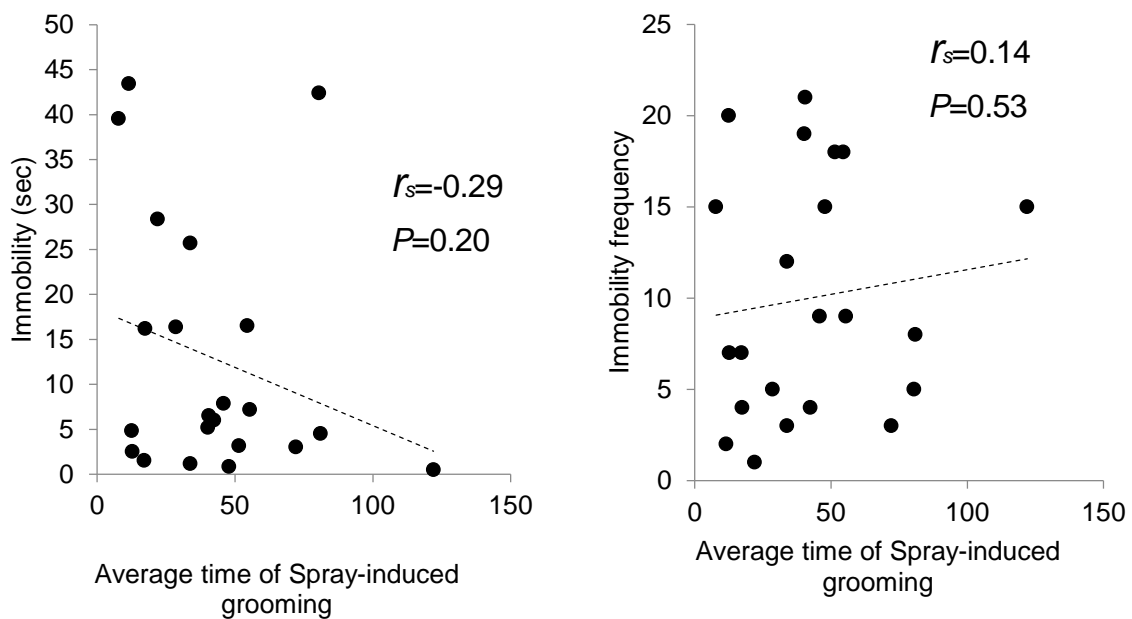 50
45
40
35
30
25
20
15
10
5
0
Immobility (sec)
rs=-0.29
P=0.20
0 50 100 150
Average time of Spray-induced
grooming
25
20
15
10
5
0
Immobility frequency
rs=0.14
P=0.53
0 50 100 150
Average time of Spray-induced
grooming